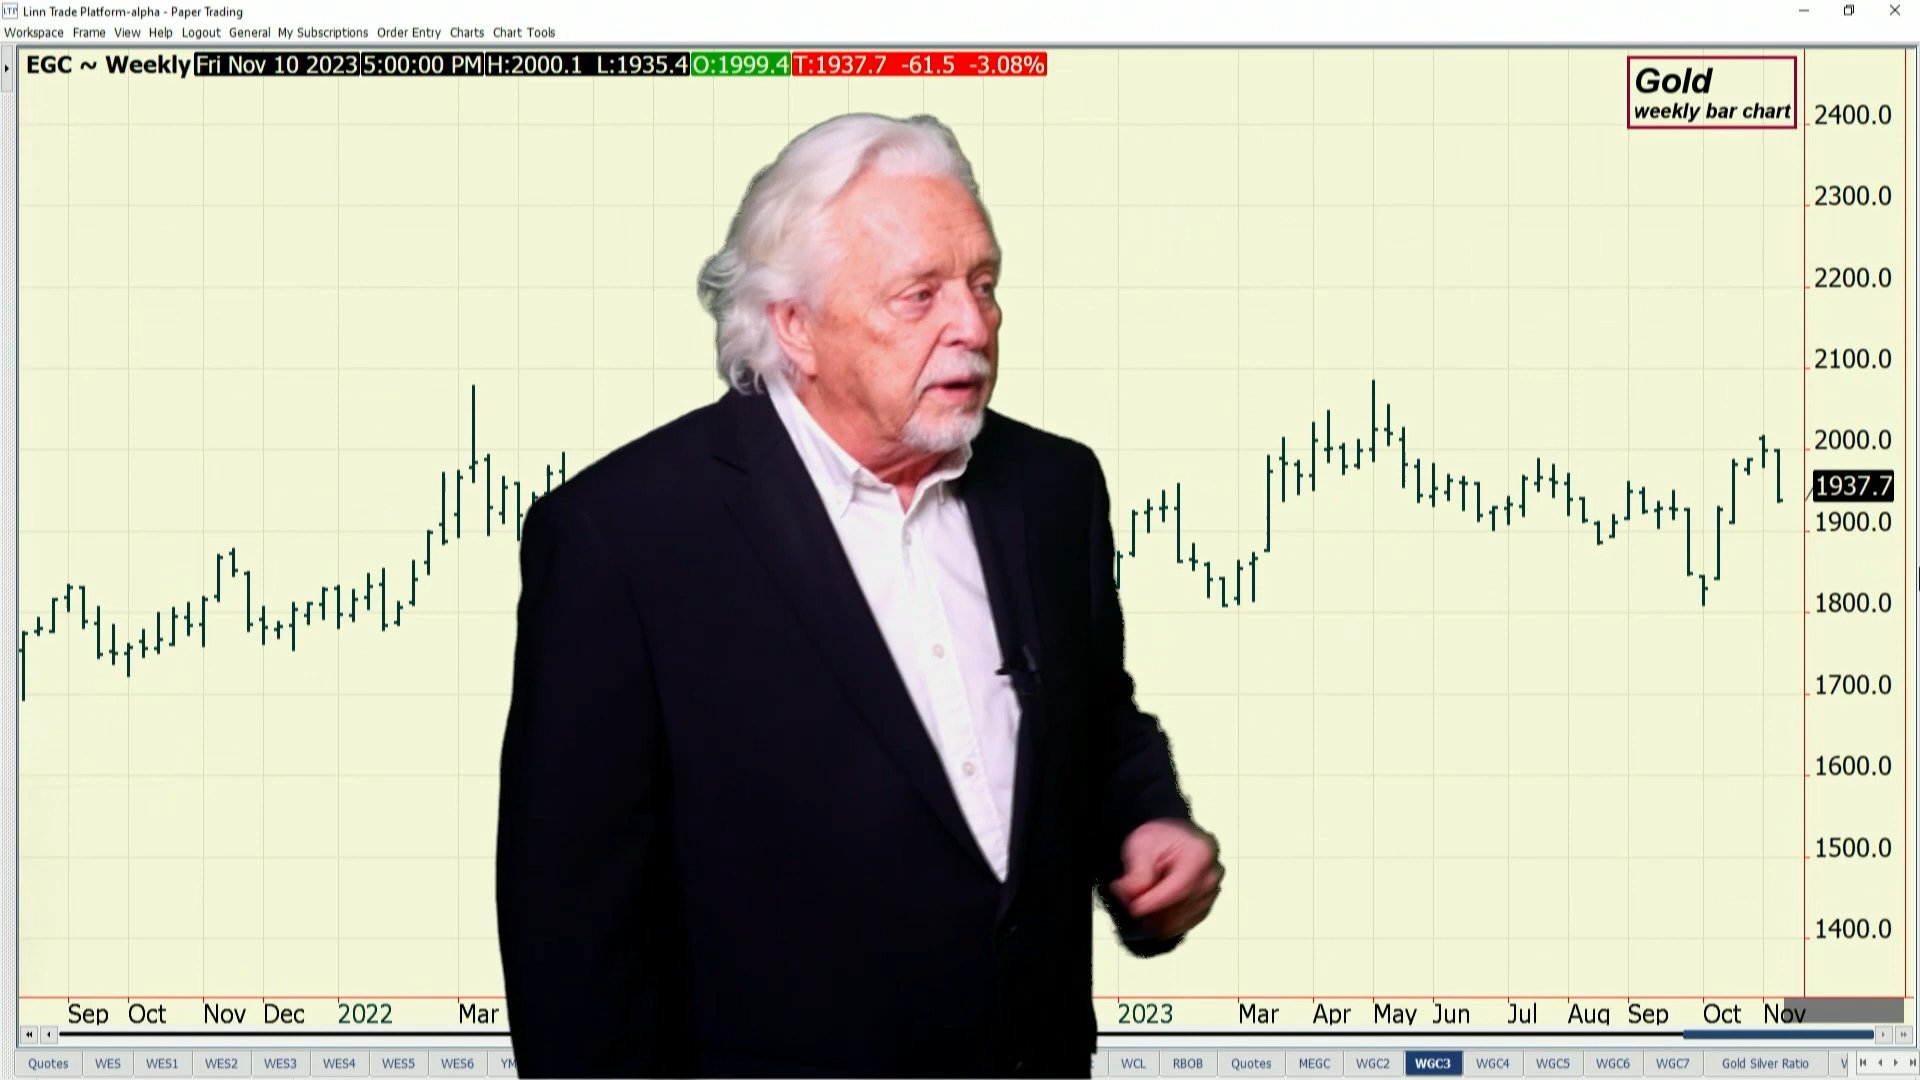 LTP Linn Trade Platform-alpha - Paper Trading
Workspace Frame View Help Logout General My Subscriptions Order Entry Charts Chart Tools
EGC ~ Weekly Fri Nov 10 2023 5:00:00 PM H:2000.1 L:1935.4 O:1999.4 T:1937.7 -61.5 -3.08%
Gold
weekly bar chart
2400.0
2300.0
2200.0
2100.0
2000.0
1937.7
1900.0
1800.0
1700.0
1600.0
1500.0
1400.0
Sep Oct Nov Dec 2022 Mar 2023 Mar Apr May Jun Jul Aug Sep Oct Nov
Quotes WES WES1 WES2 WES3 WES4 WES5 WES6 YM WCL RBOB Quotes MEGC WGC2 WGC3 WGC4 WGC5 WGC6 WGC7 Gold Silver Ratio